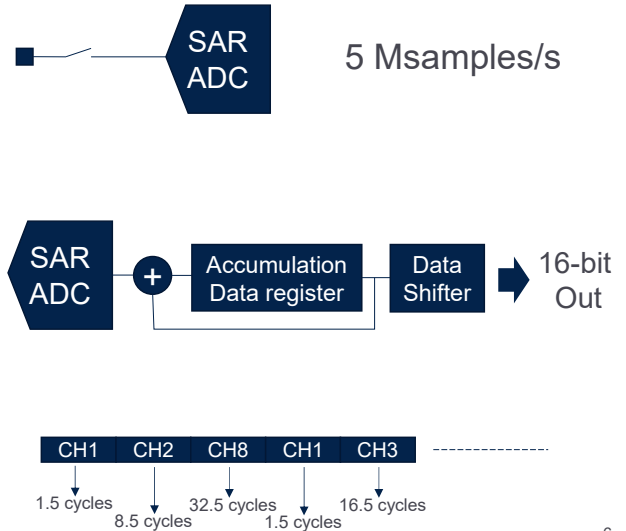 SAR
ADC
5 Msamples/s
SAR
ADC
+
Accumulation
Data register
Data
Shifter
16-bit
Out
CH1 CH2 CH8 CH1 CH3
1.5 cycles
8.5 cycles
32.5 cycles
1.5 cycles
16.5 cycles